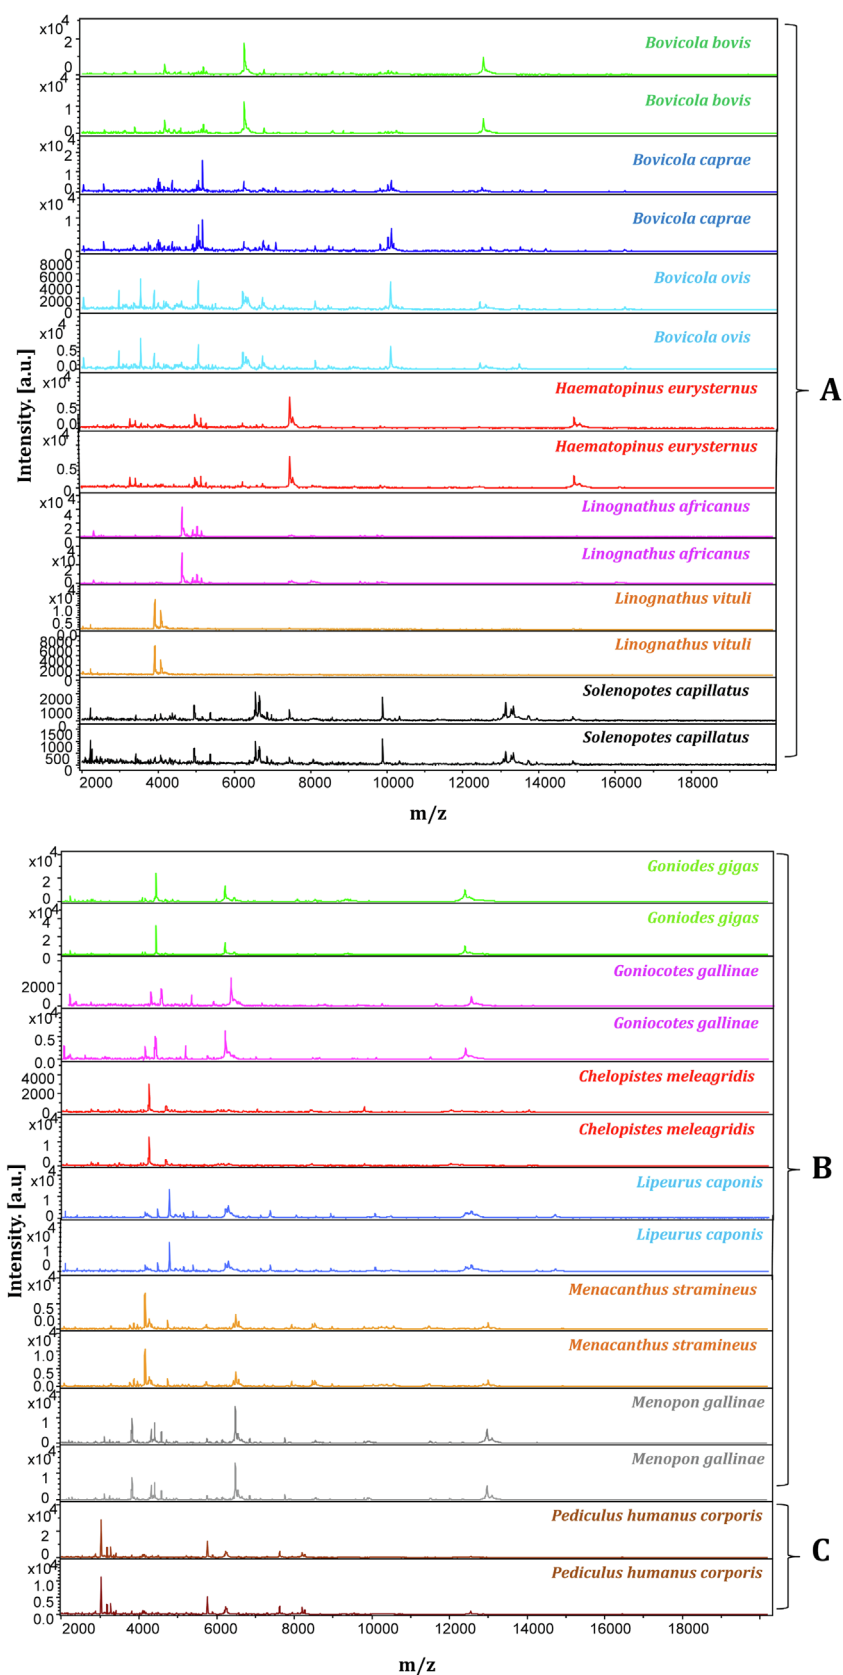 x10^4
2
0
Bovicola bovis
4
x10
1
0
Bovicola bovis
x10^4
2
1
0
Bovicola caprae
x10^4
1
0
Bovicola caprae
8000
6000
4000
2000
0
Bovicola ovis
x10^4
0.5
0.0
Bovicola ovis
x10^4
0.5
0.0
Haematopinus eurysternus
x10^4
0.5
0
Haematopinus eurysternus
x10^4
4
2
0
Linognathus africanus
4
x10^4
2
0
Linognathus africanus
x10^4
1.0
0.5
0.0
Linognathus vituli
8000
6000
4000
2000
0
Linognathus vituli
2000
1000
0
Solenopotes capillatus
1500
1000
500
0
Solenopotes capillatus
Intensity. [a.u.]
A
2000 4000 6000 8000 10000 12000 14000 16000 18000
m/z
x10^4
2
0
Goniodes gigas
x10^4
4
2
0
Goniodes gigas
2000
0
Goniocotes gallinae
x10^4
0.5
0.0
Goniocotes gallinae
4000
2000
0
Chelopistes meleagridis
x10^4
1
0
Chelopistes meleagridis
x10^4
1
0
Lipeurus caponis
x10^4
1
0
Lipeurus caponis
x10^4
0.5
0.0
Menacanthus stramineus
x10^4
1.0
0.5
0.0
Menacanthus stramineus
x10^4
1
0
Menopon gallinae
x10^4
1
0
Menopon gallinae
Intensity. [a.u.]
B
x10^4
2
0
Pediculus humanus corporis
x10^4
1.0
0.5
0.0
Pediculus humanus corporis
C
2000 4000 6000 8000 10000 12000 14000 16000 18000
m/z